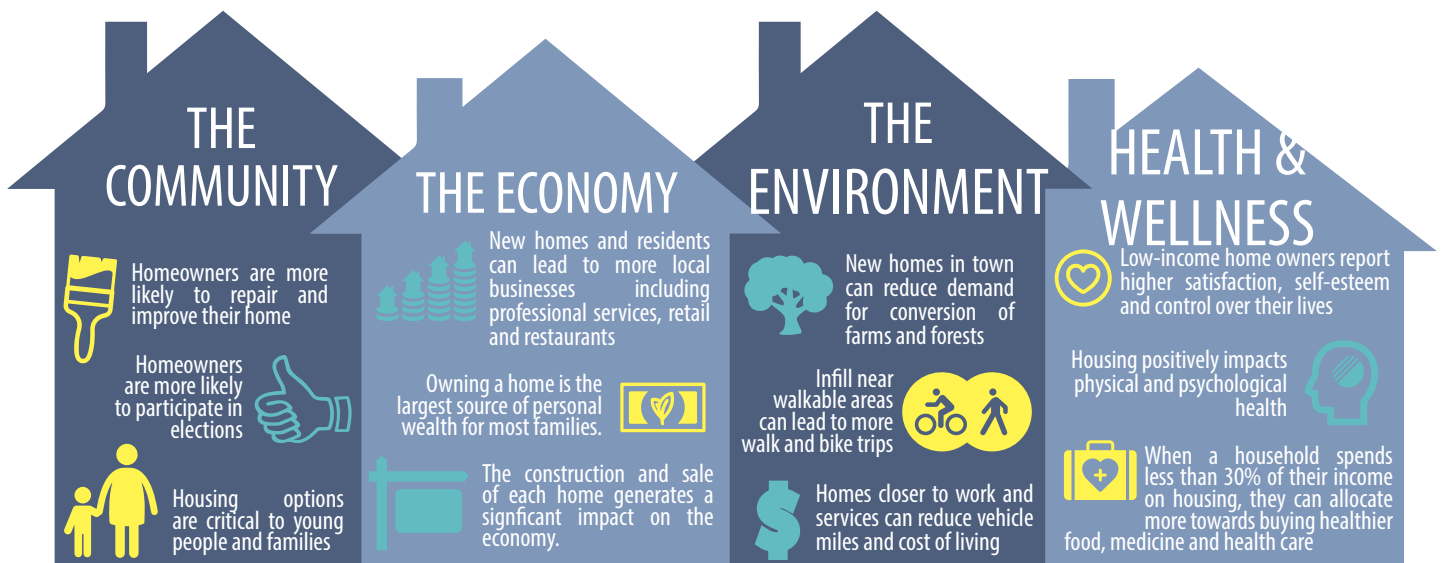 THE
COMMUNITY
Homeowners are more
likely to repair and
improve their home
Homeowners
are more likely
to participate in
elections
Housing options
are critical to young
people and families
THE ECONOMY
New homes and residents
can lead to more local
businesses including
professional services, retail
and restaurants
Owning a home is the
largest source of personal
wealth for most families.
The construction and sale
of each home generates a
signficant impact on the
economy.
THE
ENVIRONMENT
New homes in town
can reduce demand
for conversion of
farms and forests
Infill near
walkable areas
can lead to more
walk and bike trips
Homes closer to work and
services can reduce vehicle
miles and cost of living
HEALTH &
WELLNESS
Low-income home owners report
higher satisfaction, self-esteem
and control over their lives
Housing positively impacts
physical and psychological
health
When a household spends
less than 30% of their income
on housing, they can allocate
more towards buying healthier
food, medicine and health care